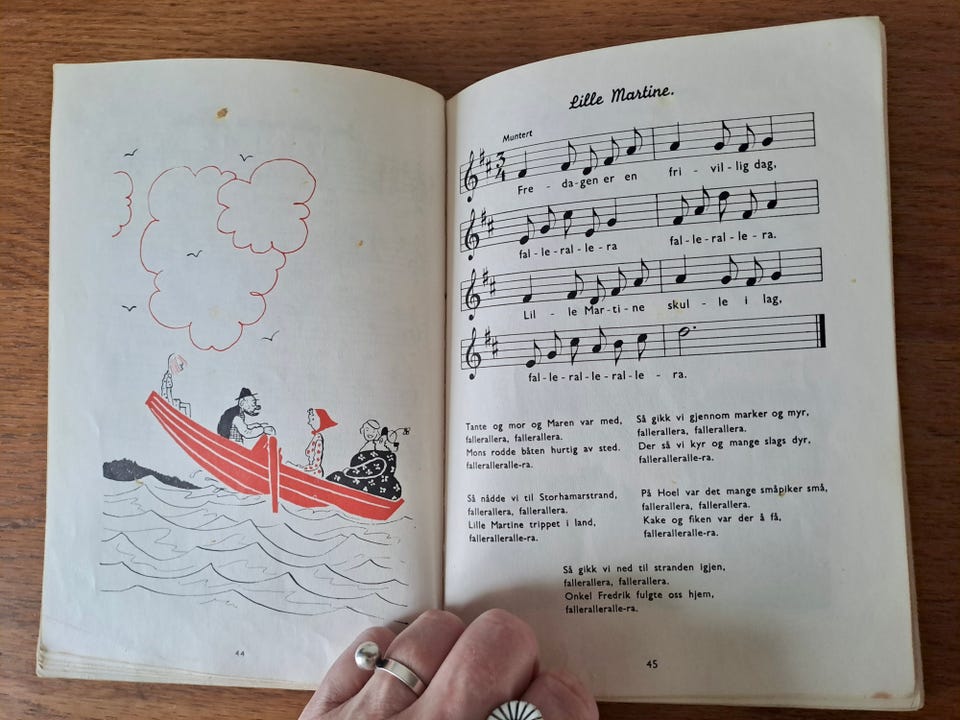 Lille Martine.
Muntert
Fre - da-gen er en fri - vil-lig dag,
fal-le-ral-le-ra fal-le-ral-le-ra.
Lil - le Mar-ti-ne skul - le i lag,
fal-le-ral-le-ral-le - ra.
Tante og mor og Maren var med,
fallerallera, fallerallera.
Mons rodde båten hurtig av sted.
falleralleralle-ra.
Så nådde vi til Storhamarstrand,
fallerallera, fallerallera.
Lille Martine trippet i land,
falleralleralle-ra.
Så gikk vi gjennom marker og myr,
fallerallera, fallerallera.
Der så vi kyr og mange slags dyr,
falleralleralle-ra.
På Hoel var det mange småpiker små,
fallerallera, fallerallera.
Kake og fiken var der å få,
falleralleralle-ra.
Så gikk vi ned til stranden igjen,
fallerallera, fallerallera.
Onkel Fredrik fulgte oss hjem,
falleralleralle-ra.
44
45